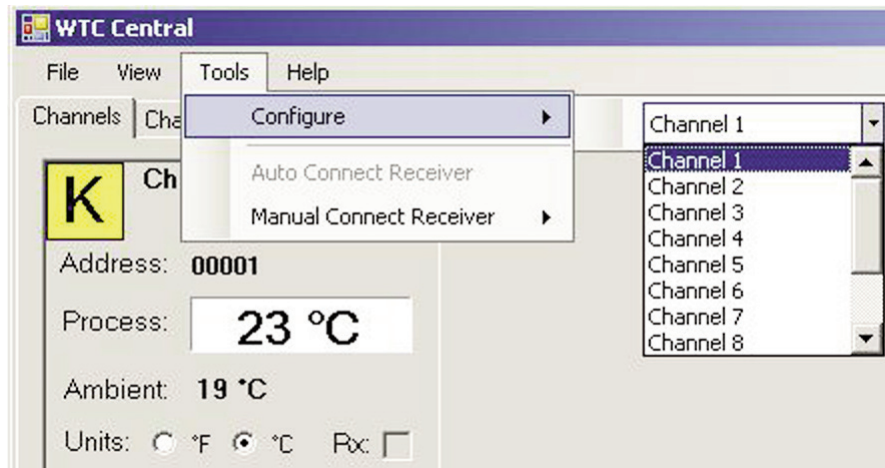 WTC Central
File View Tools Help
Channels
Configure
Auto Connect Receiver
Manual Connect Receiver
Channel 1
Channel 1
Channel 2
Channel 3
Channel 4
Channel 5
Channel 6
Channel 7
Channel 8
K
Address: 00001
Process: 23 °C
Ambient: 19 °C
Units: °F °C Rx: